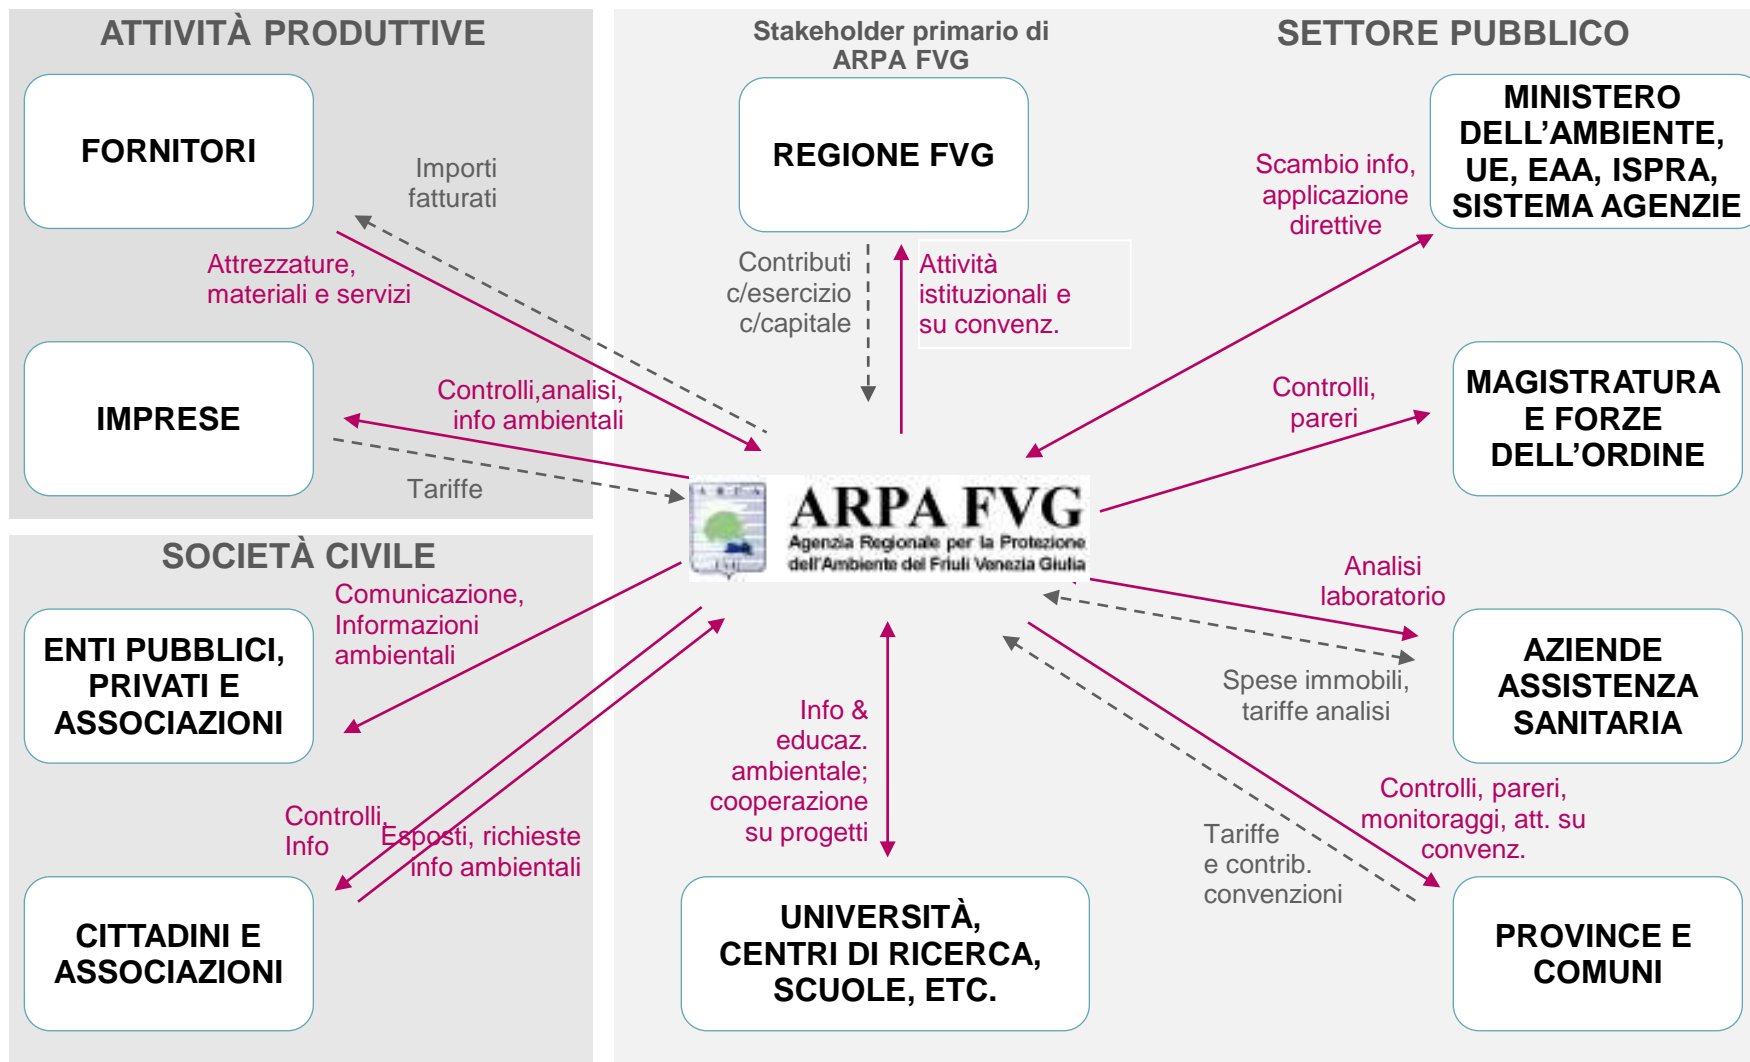 ATTIVITÀ PRODUTTIVE
FORNITORI
Importi
fatturati
Attrezzature,
materiali e servizi
IMPRESE
Controlli,analisi,
info ambientali
Tariffe
SOCIETÀ CIVILE
ENTI PUBBLICI,
PRIVATI E
ASSOCIAZIONI
Comunicazione,
Informazioni
ambientali
Controlli,
Info
Esposti, richieste
info ambientali
CITTADINI E
ASSOCIAZIONI
Stakeholder primario di
ARPA FVG
SETTORE PUBBLICO
REGIONE FVG
Contributi
c/esercizio
c/capitale
Attività
istituzionali e
su convenz.
Scambio info,
applicazione
direttive
MINISTERO
DELL’AMBIENTE,
UE, EAA, ISPRA,
SISTEMA AGENZIE
Controlli,
pareri
MAGISTRATURA
E FORZE
DELL’ORDINE
ARPA
ARPA FVG
Agenzia Regionale per la Protezione
dell'Ambiente del Friuli Venezia Giulia
Analisi
laboratorio
Spese immobili,
tariffe analisi
AZIENDE
ASSISTENZA
SANITARIA
Info &
educaz.
ambientale;
cooperazione
su progetti
UNIVERSITÀ,
CENTRI DI RICERCA,
SCUOLE, ETC.
Controlli, pareri,
monitoraggi, att. su
convenz.
Tariffe
e contrib.
convenzioni
PROVINCE E
COMUNI